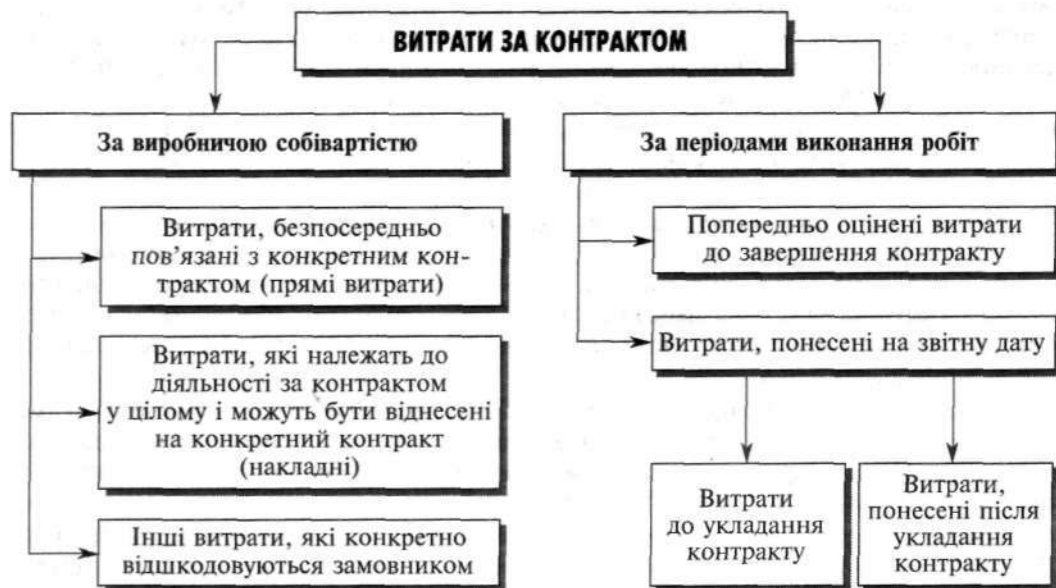 ВИТРАТИ ЗА КОНТРАКТОМ
За виробничою собівартістю
Витрати, безпосередньо
пов’язані з конкретним кон-
трактом (прямі витрати)
Витрати, які належать до
діяльності за контрактом
у цілому і можуть бути віднесені
на конкретний контракт
(накладні)
Інші витрати, які конкретно
відшкодовуються замовником
За періодами виконання робіт
Попередньо оцінені витрати
до завершення контракту
Витрати, понесені на звітну дату
Витрати
до укладання
контракту
Витрати,
понесені після
укладання
контракту